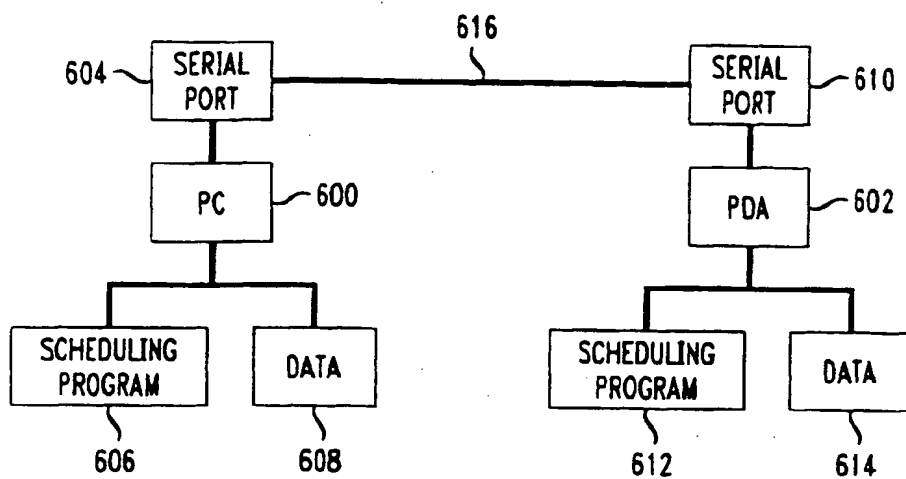 616
604
SERIAL
PORT
SERIAL
PORT
610
PC
600
PDA
602
SCHEDULING
PROGRAM
DATA
SCHEDULING
PROGRAM
DATA
606
608
612
614